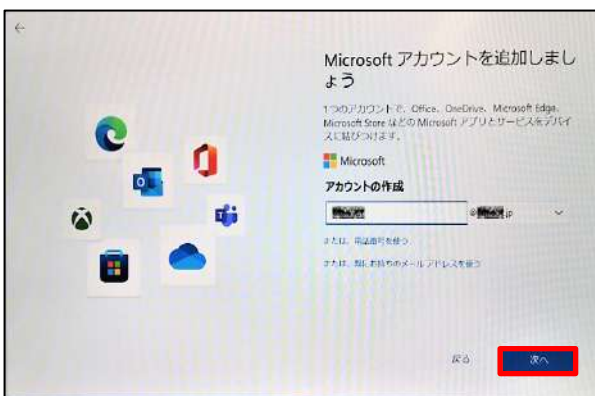 Microsoft アカウントを追加しまし
ょう
1つのアカウントで、Office、OneDrive、Microsoft Edge、
Microsoft Store などの Microsoft アプリとサービスをデバイ
スに結びつけます。
Microsoft
アカウントの作成
または、電話番号を使う
または、既にお持ちのメール アドレスを使う
戻る
次へ